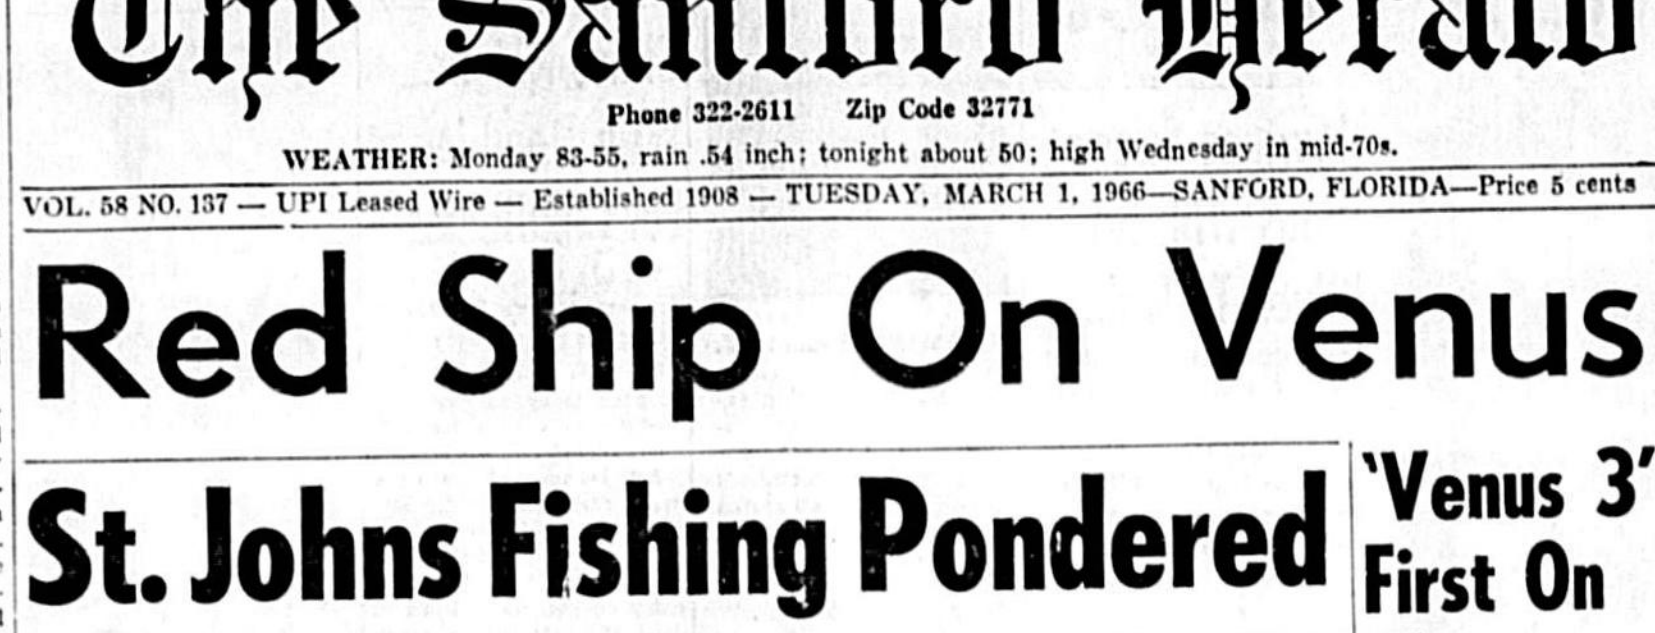 The Sanford Herald
Phone 322-2611 Zip Code 32771
WEATHER: Monday 83-55, rain .54 inch; tonight about 50; high Wednesday in mid-70s.
VOL. 58 NO. 137 — UPI Leased Wire — Established 1908 — TUESDAY, MARCH 1, 1966—SANFORD, FLORIDA—Price 5 cents
Red Ship On Venus
St. Johns Fishing Pondered
'Venus 3'
First On